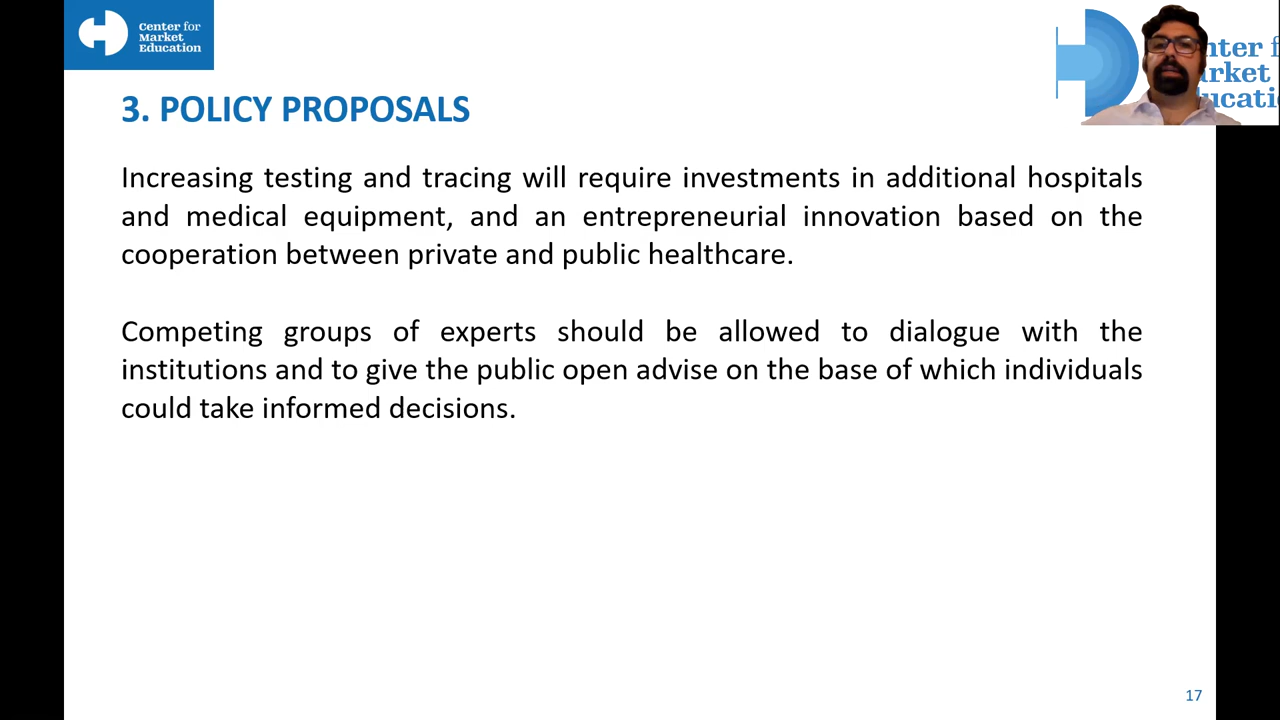 Center for
Market
Education
nter f
rket
ucati
3. POLICY PROPOSALS
Increasing testing and tracing will require investments in additional hospitals
and medical equipment, and an entrepreneurial innovation based on the
cooperation between private and public healthcare.
Competing groups of experts should be allowed to dialogue with the
institutions and to give the public open advise on the base of which individuals
could take informed decisions.
17